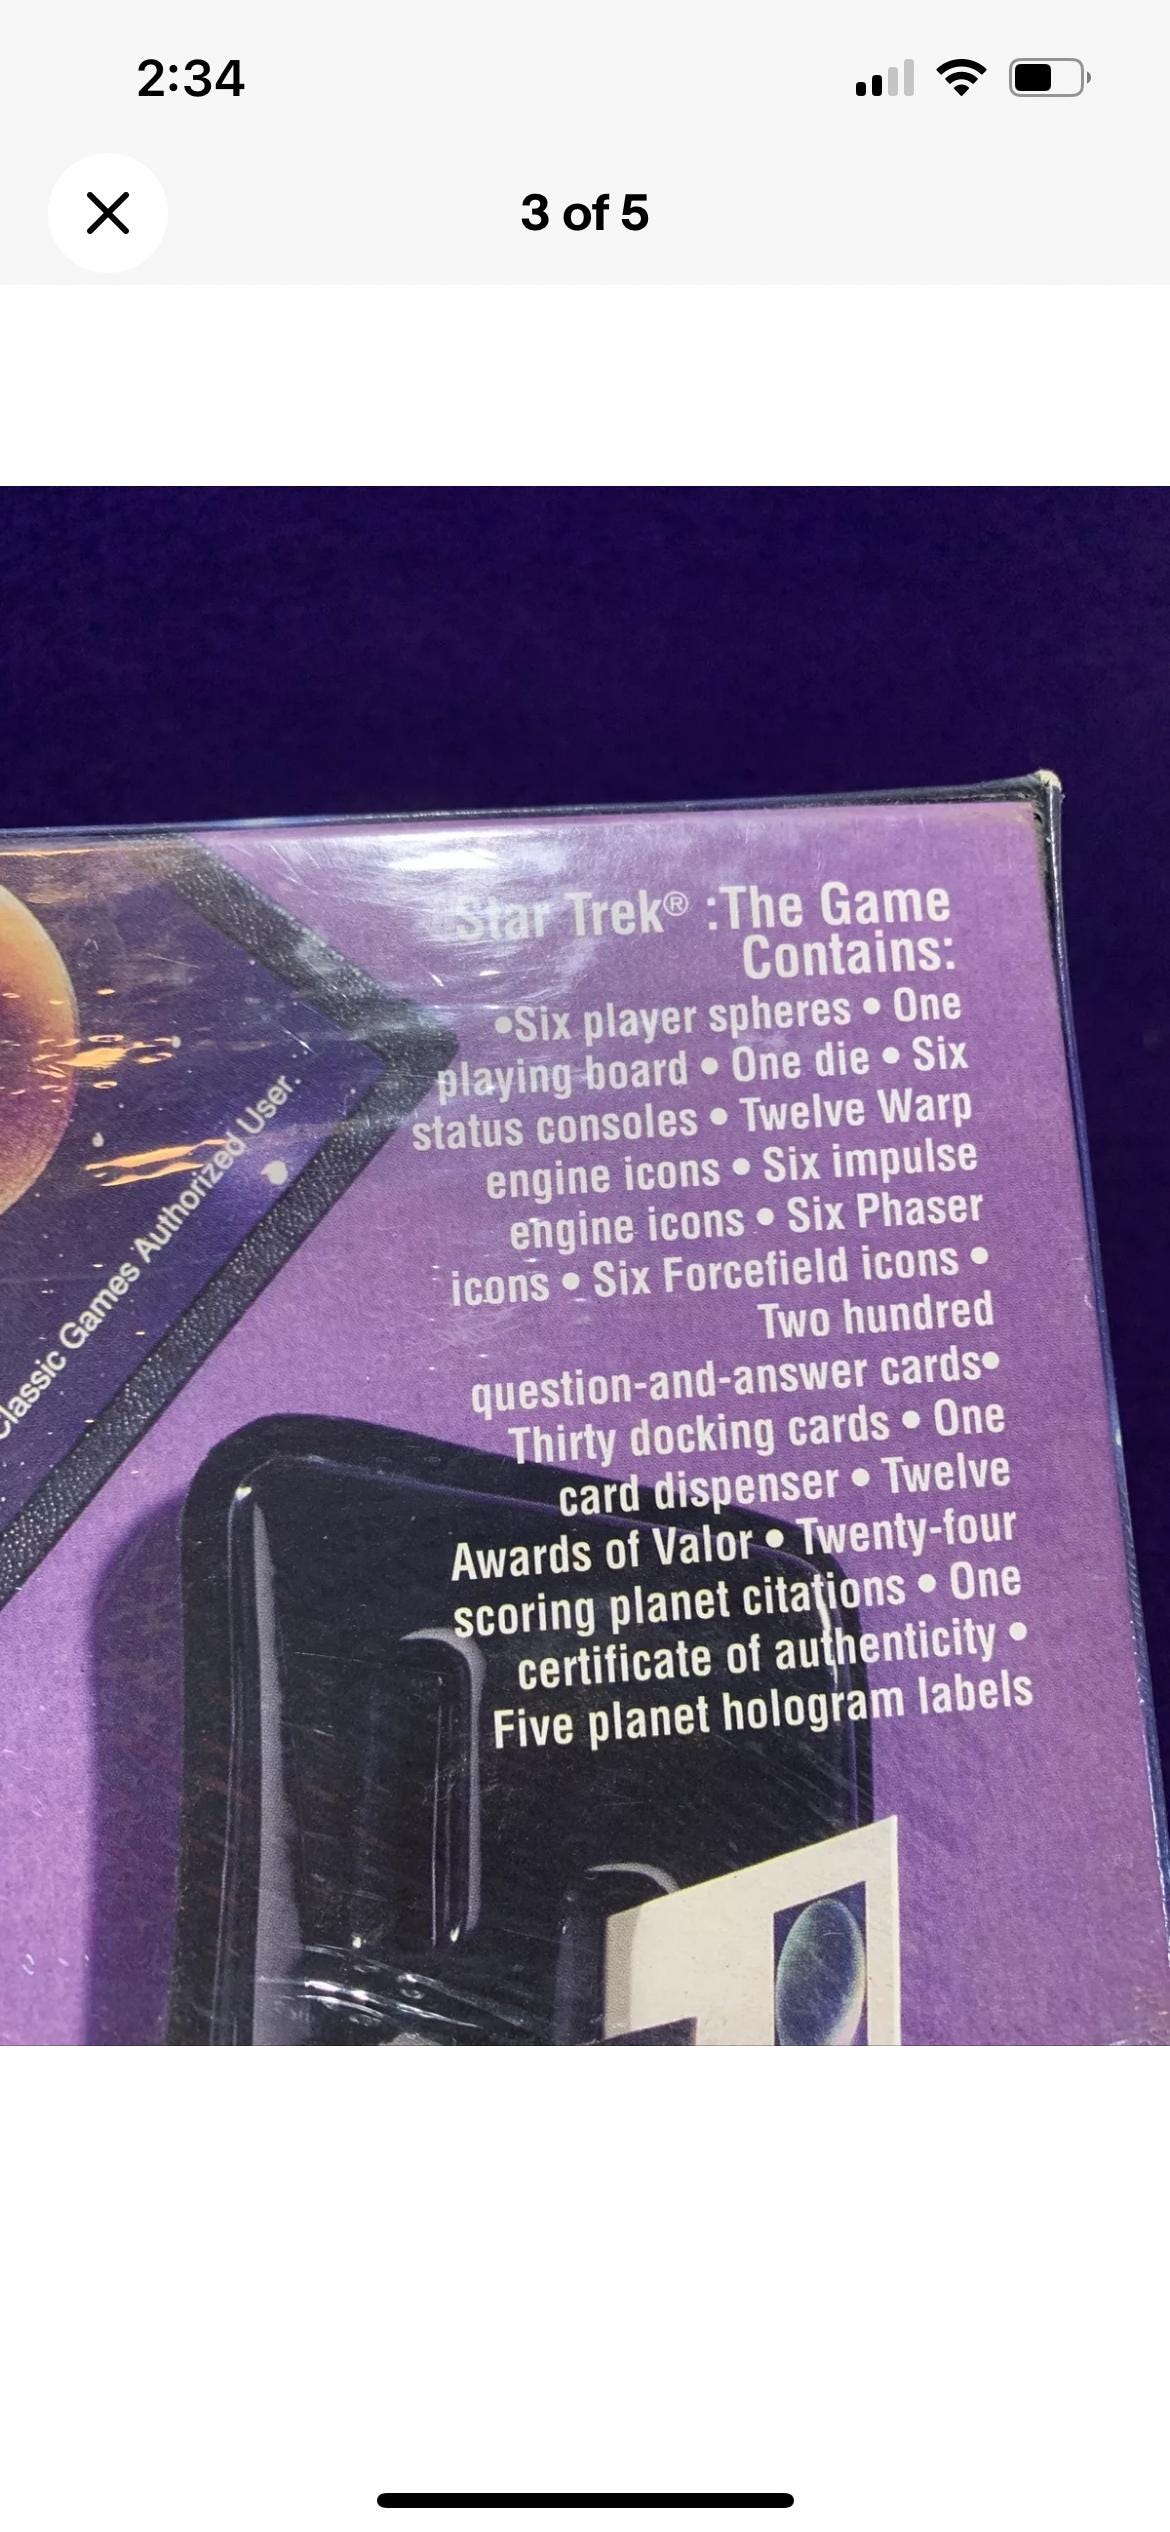 2:34
3 of 5
Star Trek® :The Game
Contains:
•Six player spheres • One
playing board • One die • Six
status consoles • Twelve Warp
engine icons • Six impulse
engine icons • Six Phaser
icons • Six Forcefield icons •
Two hundred
question-and-answer cards•
Thirty docking cards • One
card dispenser • Twelve
Awards of Valor • Twenty-four
scoring planet citations • One
certificate of authenticity •
Five planet hologram labels
Classic Games Authorized User.